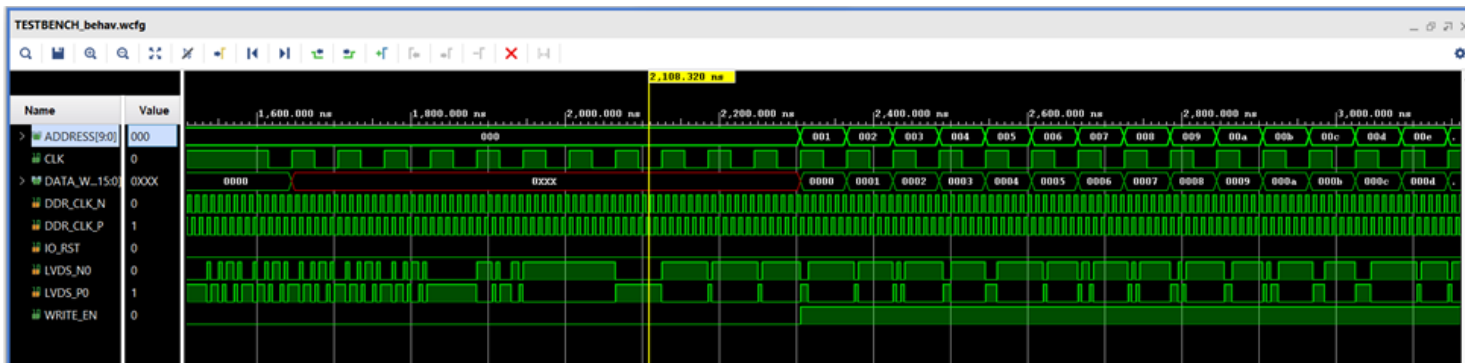 TESTBENCH_behav.wcfg
2,108.320 ns
Name Value 1,600.000 ns 1,800.000 ns 2,000.000 ns 2,200.000 ns 2,400.000 ns 2,600.000 ns 2,800.000 ns 3,000.000 ns
ADDRESS[9:0] 000 000 001 002 003 004 005 006 007 008 009 00a 00b 00c 00d 00e .
CLK 0
DATA_W...15:0] 0XXX 0000 0XXX 0000 0001 0002 0003 0004 0005 0006 0007 0008 0009 000a 000b 000c 000d .
DDR_CLK_N 0
DDR_CLK_P 1
IO_RST 0
LVDS_N0 0
LVDS_P0 1
WRITE_EN 0